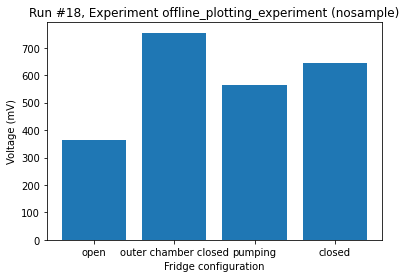 Run #18, Experiment offline_plotting_experiment (nosample)
Voltage (mV)
700
600
500
400
300
200
100
0
open
outer chamber closed
pumping
closed
Fridge configuration